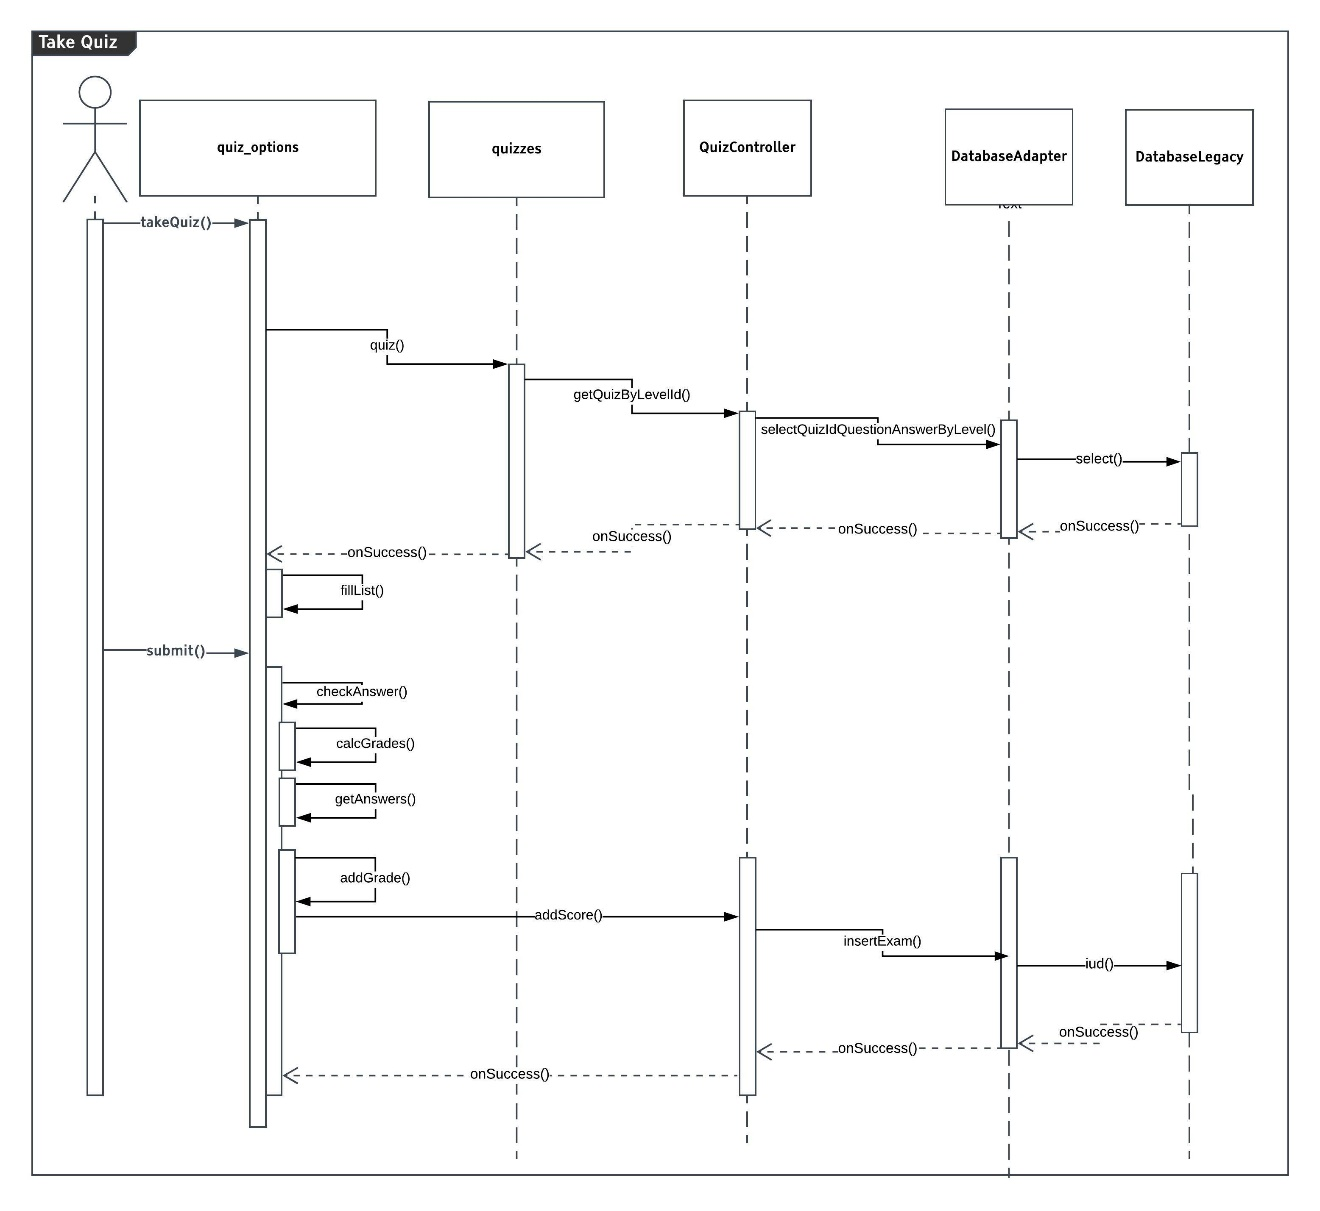 Take Quiz
quiz_options
quizzes
QuizController
DatabaseAdapter
DatabaseLegacy
takeQuiz()
quiz()
getQuizByLevelId()
selectQuizIdQuestionAnswerByLevel()
select()
onSuccess()
onSuccess()
onSuccess()
onSuccess()
fillList()
submit()
checkAnswer()
calcGrades()
getAnswers()
addGrade()
addScore()
insertExam()
iud()
onSuccess()
onSuccess()
onSuccess()